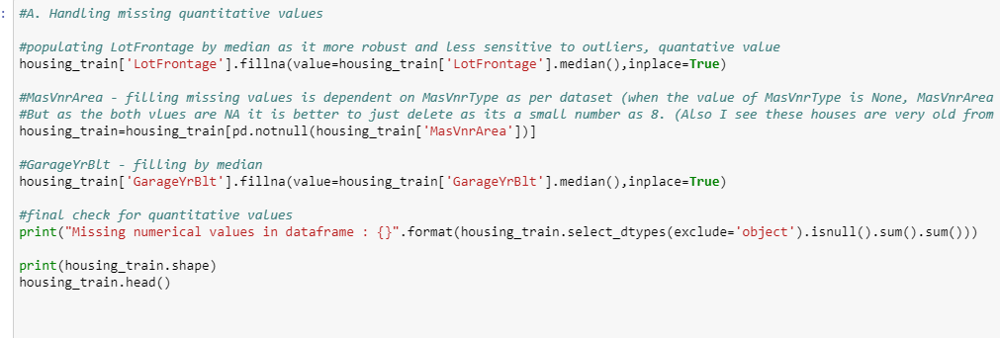 :
#A. Handling missing quantitative values
#populating LotFrontage by median as it more robust and less sensitive to outliers, quantative value
housing_train['LotFrontage'].fillna(value=housing_train['LotFrontage'].median(),inplace=True)
#MasVnrArea - filling missing values is dependent on MasVnrType as per dataset (when the value of MasVnrType is None, MasVnrArea
#But as the both vlues are NA it is better to just delete as its a small number as 8. (Also I see these houses are very old from
housing_train=housing_train[pd.notnull(housing_train['MasVnrArea'])]
#GarageYrBlt - filling by median
housing_train['GarageYrBlt'].fillna(value=housing_train['GarageYrBlt'].median(),inplace=True)
#final check for quantitative values
print("Missing numerical values in dataframe : {}".format(housing_train.select_dtypes(exclude='object').isnull().sum().sum()))
print(housing_train.shape)
housing_train.head()